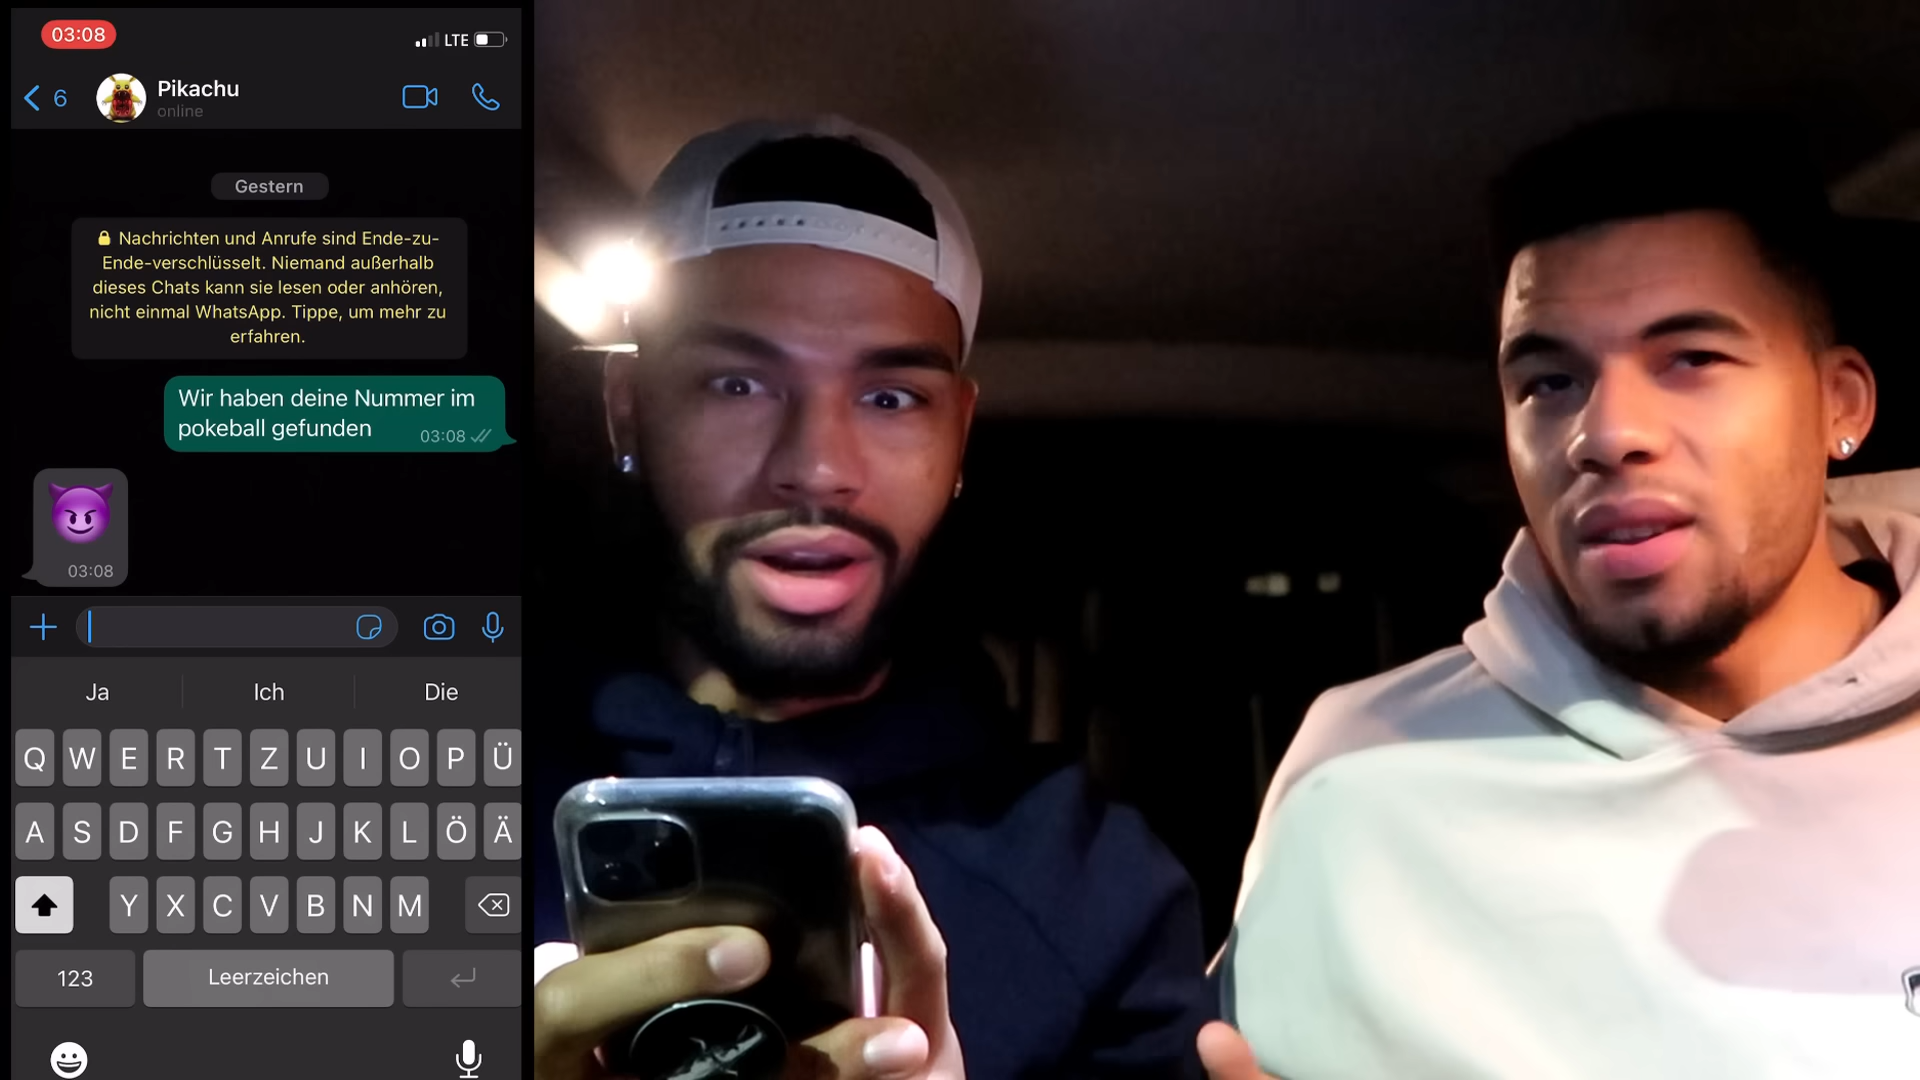 03:08
LTE
6
Pikachu
online
Gestern
Nachrichten und Anrufe sind Ende-zu-
Ende-verschlüsselt. Niemand außerhalb
dieses Chats kann sie lesen oder anhören,
nicht einmal WhatsApp. Tippe, um mehr zu
erfahren.
Wir haben deine Nummer im
pokeball gefunden
03:08
03:08
Ja Ich Die
Q W E R T Z U I O P Ü
A S D F G H J K L Ö Ä
Y X C V B N M
123 Leerzeichen